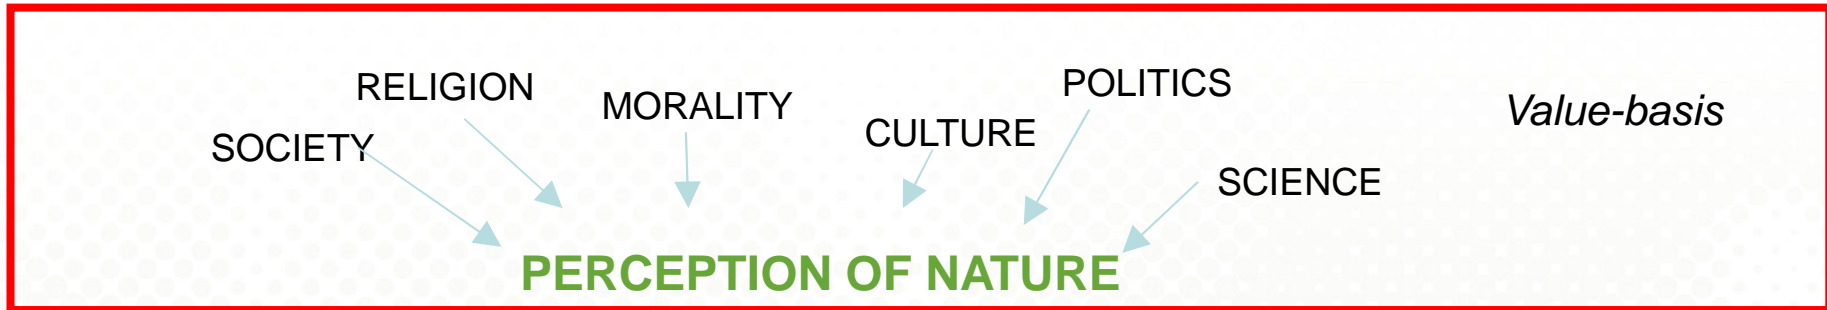 RELIGION
MORALITY
POLITICS
Value-basis
SOCIETY
CULTURE
SCIENCE
PERCEPTION OF NATURE